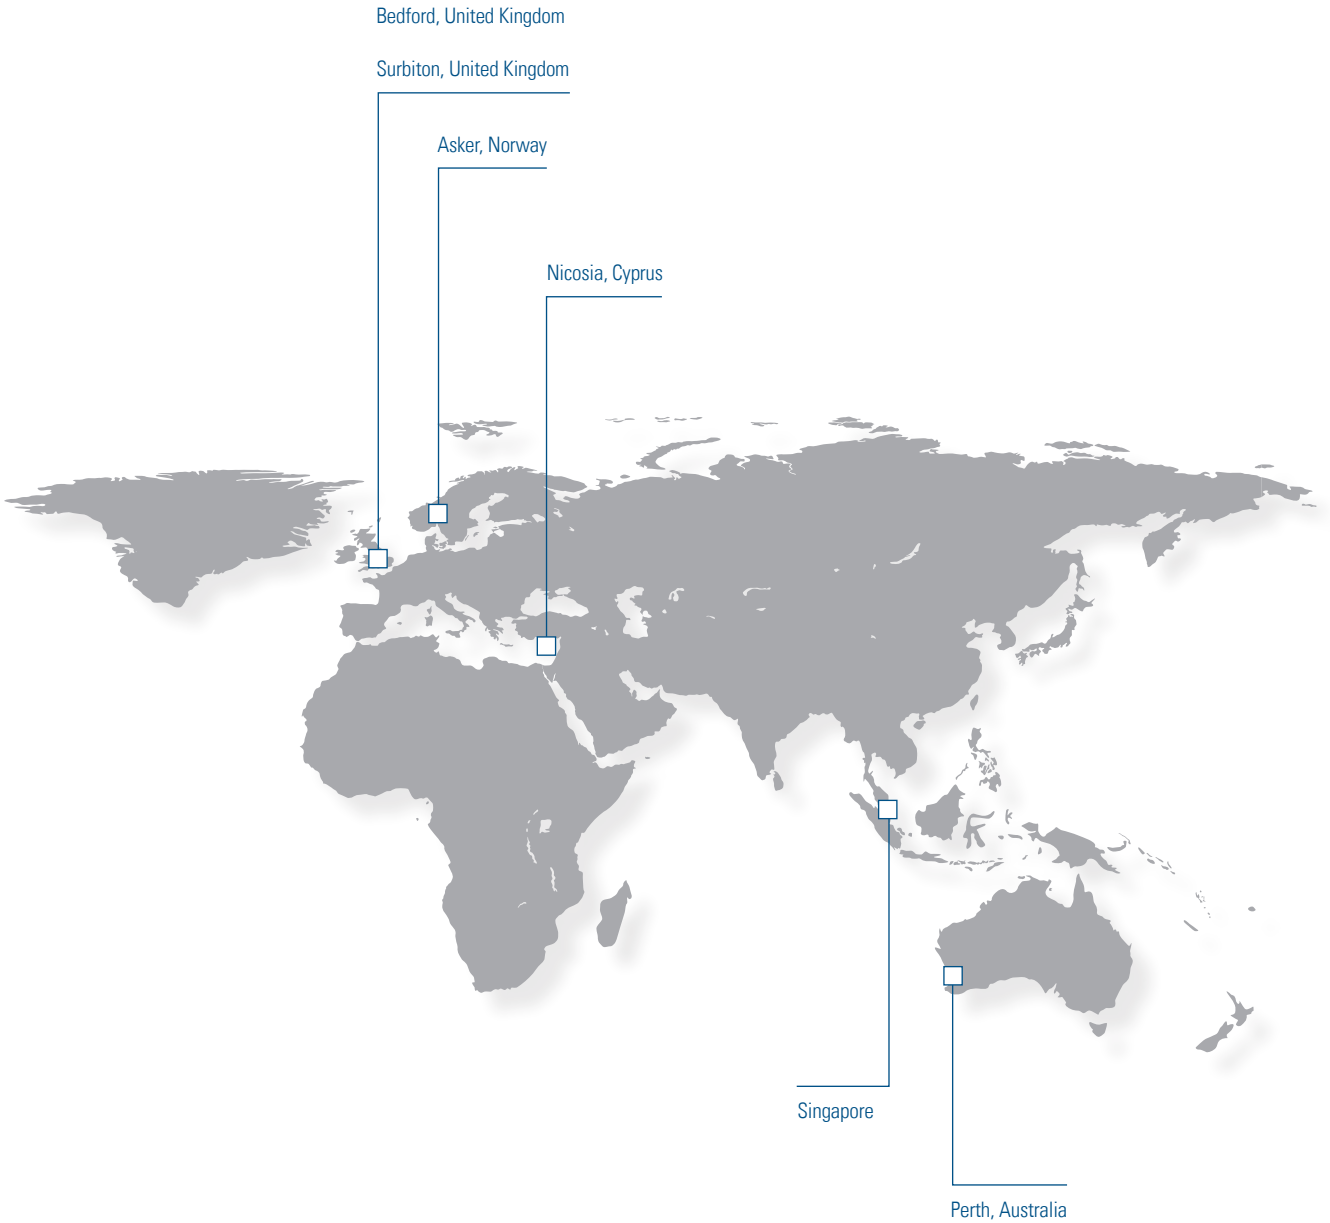 Bedford, United Kingdom
Surbiton, United Kingdom
Asker, Norway
Nicosia, Cyprus
Singapore
Perth, Australia